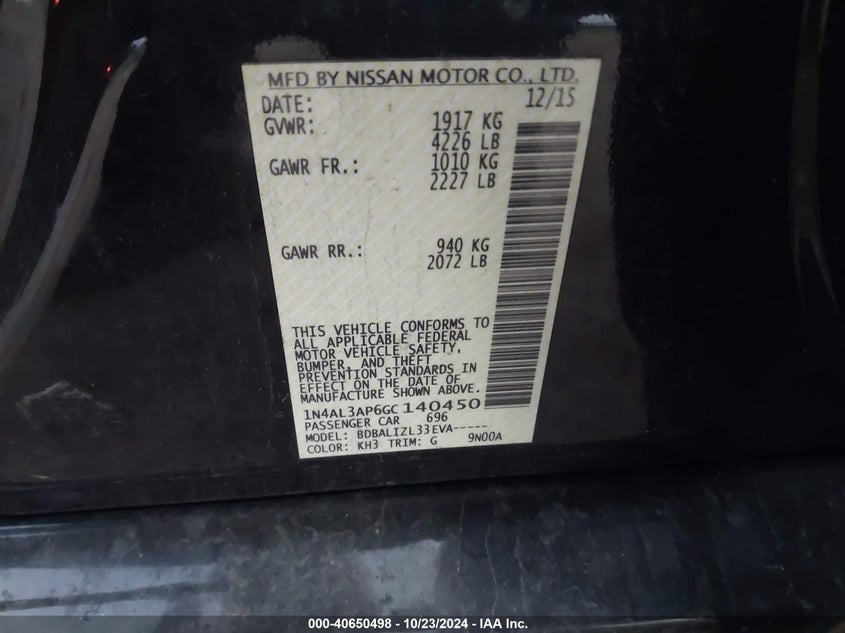 MFD BY NISSAN MOTOR CO., LTD.
DATE: 12/15
GVWR: 1917 KG
4226 LB
GAWR FR.: 1010 KG
2227 LB
GAWR RR.: 940 KG
2072 LB
THIS VEHICLE CONFORMS TO
ALL APPLICABLE FEDERAL
MOTOR VEHICLE SAFETY,
BUMPER, AND THEFT
PREVENTION STANDARDS IN
EFFECT ON THE DATE OF
MANUFACTURE SHOWN ABOVE.
1N4AL3AP6GC140450
PASSENGER CAR 696
MODEL: BDBALIZL33EVA-----
COLOR: KH3 TRIM: G 9N00A
000-40650498 - 10/23/2024 - IAA Inc.